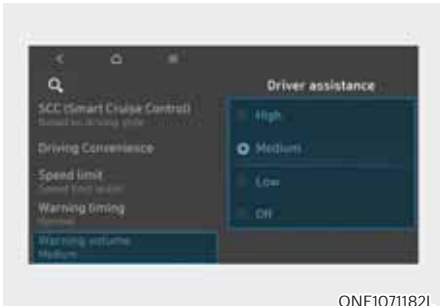 Driver assistance
SCC (Smart Cruise Control)
Based on driving style
Driving Convenience
Speed limit
Speed limit assist
Warning timing
Normal
Warning volume
Medium
High
Medium
Low
Off